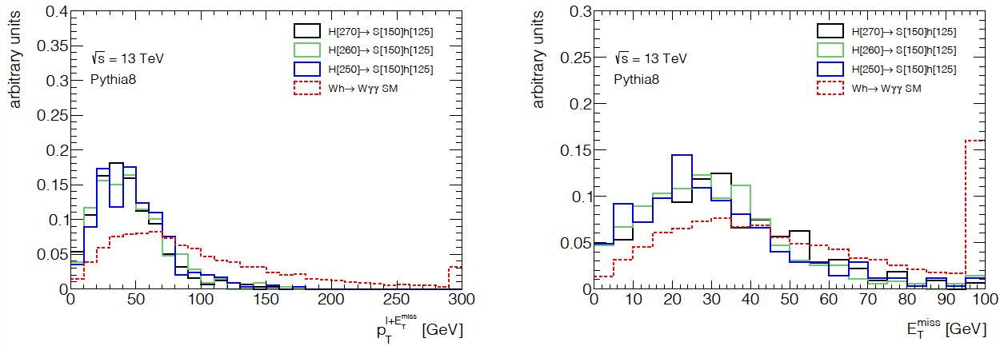 arbitrary units
0.4
0.35
0.3
0.25
0.2
0.15
0.1
0.05
0
√s = 13 TeV
Pythia8
H[270]→ S[150]h[125]
H[260]→ S[150]h[125]
H[250]→ S[150]h[125]
Wh→ Wγγ SM
0 50 100 150 200 250 300
p_T^{l+E_T^{miss}} [GeV]
arbitrary units
0.3
0.25
0.2
0.15
0.1
0.05
0
√s = 13 TeV
Pythia8
H[270]→ S[150]h[125]
H[260]→ S[150]h[125]
H[250]→ S[150]h[125]
Wh→ Wγγ SM
0 10 20 30 40 50 60 70 80 90 100
E_T^{miss} [GeV]